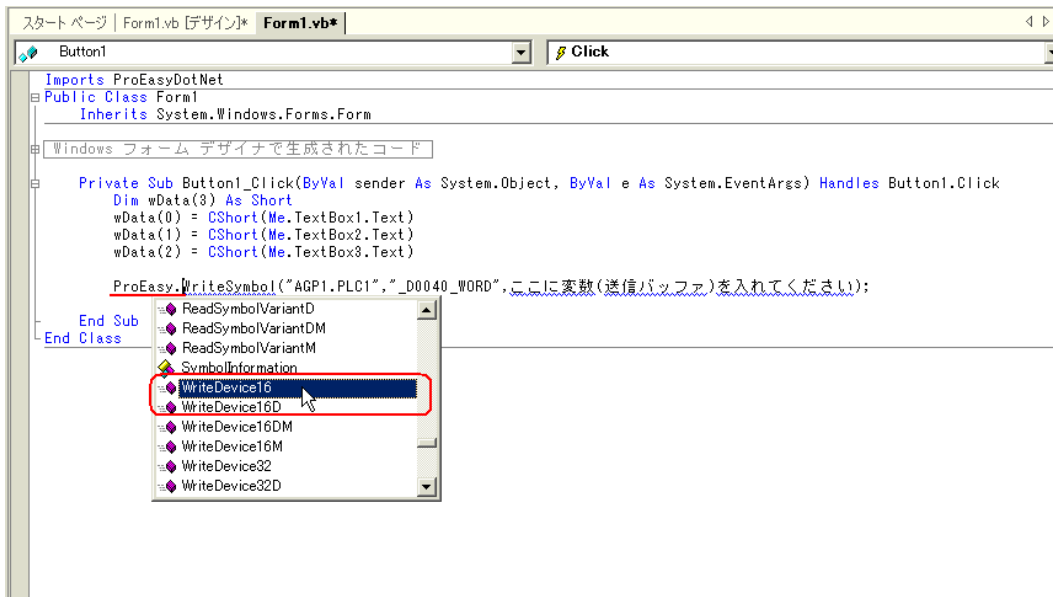 スタート ページ | Form1.vb [デザイン]* Form1.vb*
Button1 Click
Imports ProEasyDotNet
Public Class Form1
Inherits System.Windows.Forms.Form
Windows フォーム デザイナで生成されたコード
Private Sub Button1_Click(ByVal sender As System.Object, ByVal e As System.EventArgs) Handles Button1.Click
Dim wData(3) As Short
wData(0) = CShort(Me.TextBox1.Text)
wData(1) = CShort(Me.TextBox2.Text)
wData(2) = CShort(Me.TextBox3.Text)
ProEasy.WriteSymbol("AGP1.PLC1","_D0040_WORD",ここに変数(送信バッファ)を入れてください);
ReadSymbolVariantD
End Sub
ReadSymbolVariantDM
End Class
ReadSymbolVariantM
SymbolInformation
WriteDevice16
WriteDevice16D
WriteDevice16DM
WriteDevice16M
WriteDevice32
WriteDevice32D